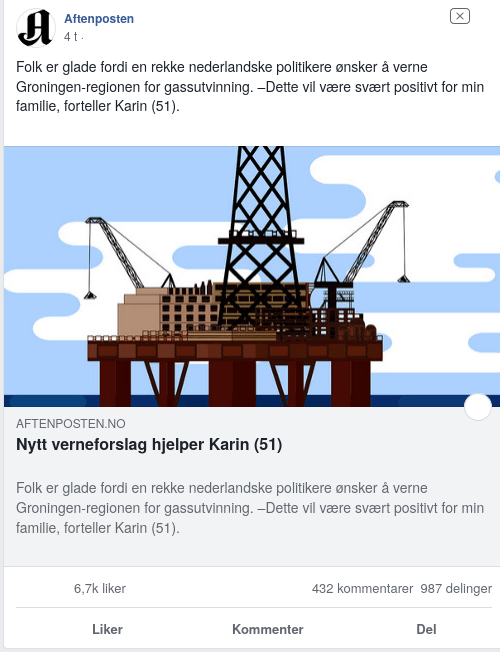 Aftenposten
4 t ·
Folk er glade fordi en rekke nederlandske politikere ønsker å verne
Groningen-regionen for gassutvinning. –Dette vil være svært positivt for min
familie, forteller Karin (51).
AFTENPOSTEN.NO
Nytt verneforslag hjelper Karin (51)
Folk er glade fordi en rekke nederlandske politikere ønsker å verne
Groningen-regionen for gassutvinning. –Dette vil være svært positivt for min
familie, forteller Karin (51).
6,7k liker 432 kommentarer 987 delinger
Liker Kommenter Del